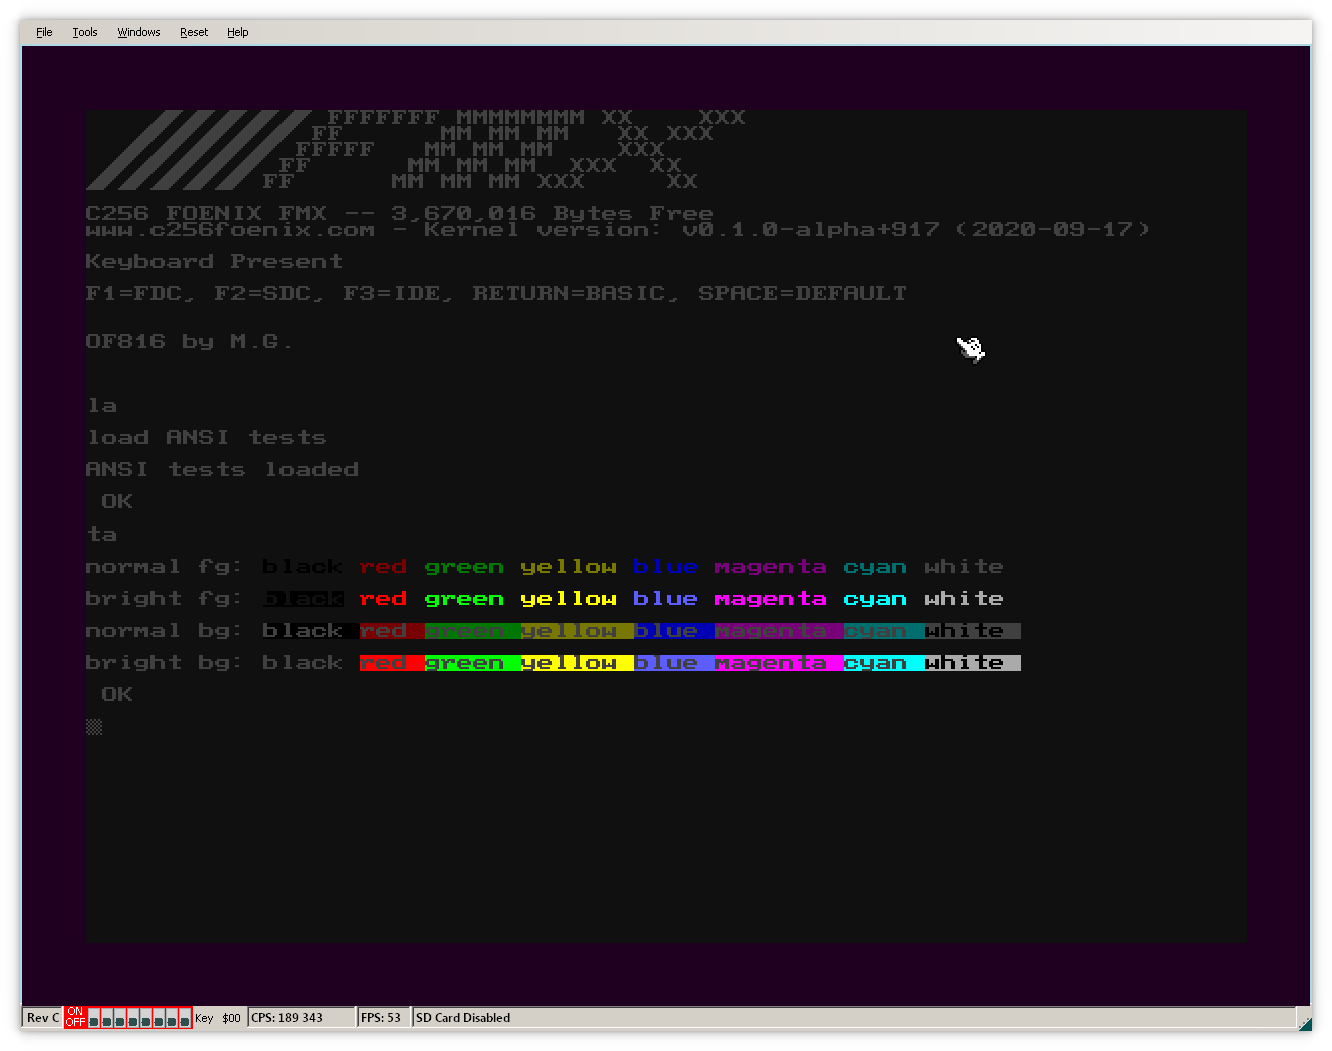 File Tools Windows Reset Help
FFFFFFF MMMMMMMM XX XXX
FF MM MM MM XX XXX
FFFFF MM MM MM XXX
FF MM MM MM XXX XX
FF MM MM MM XXX XX
C256 FOENIX FMX -- 3,670,016 Bytes Free
www.c256foenix.com - Kernel version: v0.1.0-alpha+917 (2020-09-17)
Keyboard Present
F1=FDC, F2=SDC, F3=IDE, RETURN=BASIC, SPACE=DEFAULT
OF816 by M.G.
la
load ANSI tests
ANSI tests loaded
OK
ta
normal fg: black red green yellow blue magenta cyan white
bright fg: black red green yellow blue magenta cyan white
normal bg: black red green yellow blue magenta cyan white
bright bg: black red green yellow blue magenta cyan white
OK
Rev C ON OFF Key $00 CPS: 189 343 FPS: 53 SD Card Disabled